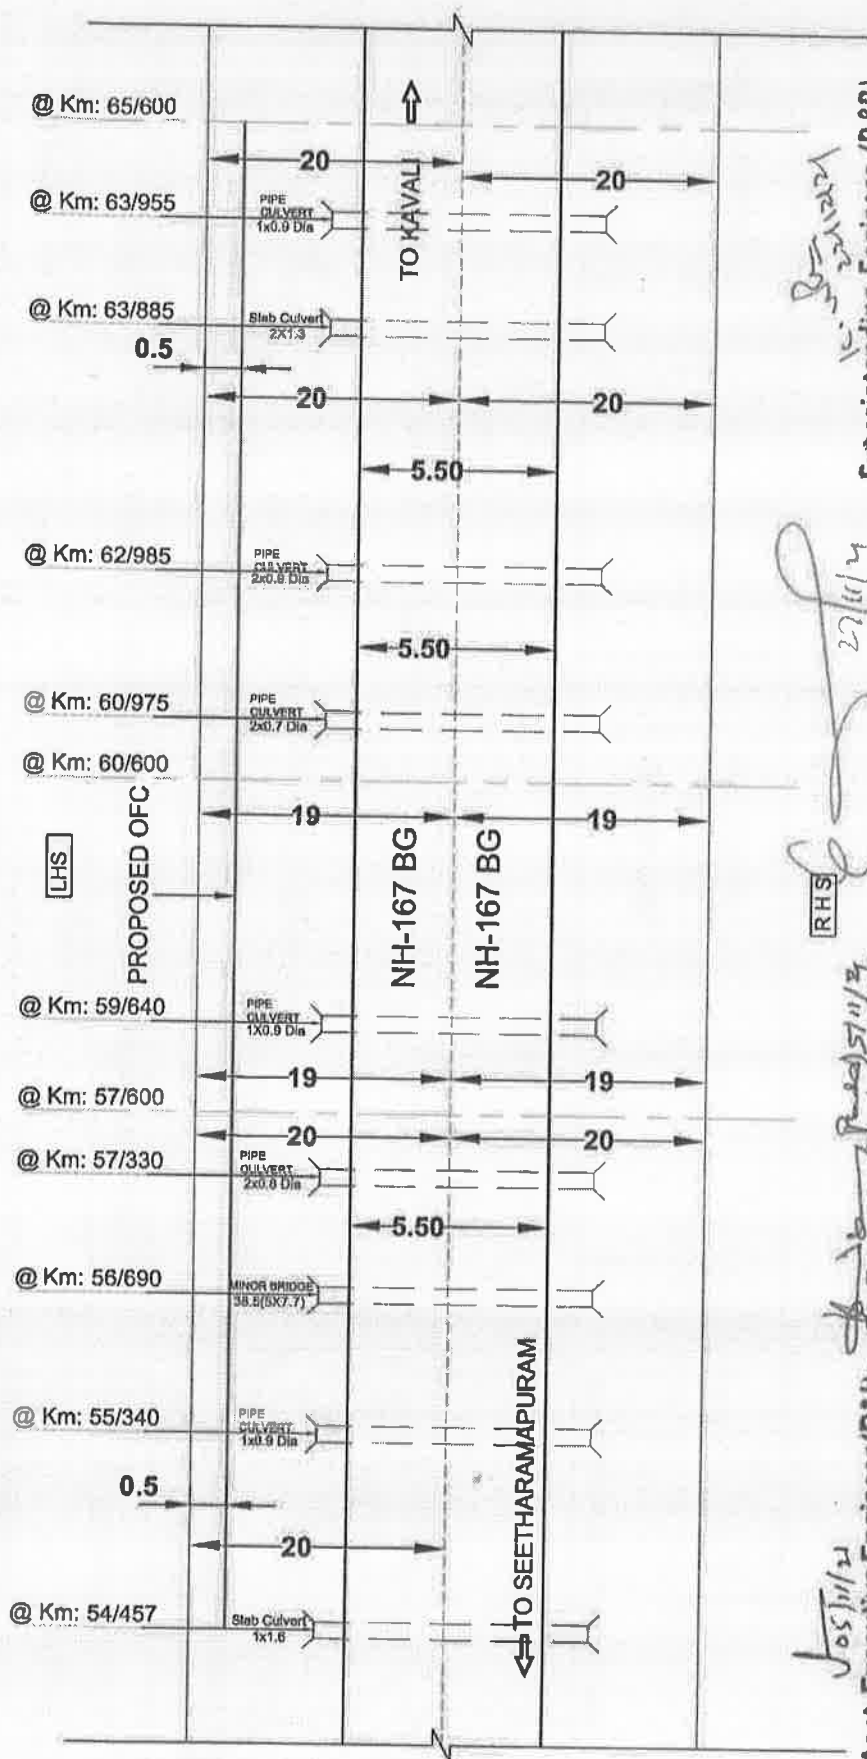 @ Km: 65/600
20
20
@ Km: 63/955
PIPE
CULVERT
1x0.9 Dia
TO KAVALI
@ Km: 63/885
Slab Culvert
2X1.3
0.5
20
20
5.50
@ Km: 62/985
PIPE
CULVERT
2x0.9 Dia
5.50
@ Km: 60/975
PIPE
CULVERT
2x0.7 Dia
@ Km: 60/600
19
19
LHS
PROPOSED OFC
NH-167 BG
NH-167 BG
RHS
27/11/21
@ Km: 59/640
PIPE
CULVERT
1X0.9 Dia
19
19
@ Km: 57/600
20
20
@ Km: 57/330
PIPE
CULVERT
2x0.8 Dia
5.50
@ Km: 56/690
MINOR BRIDGE
38.5(5X7.7)
@ Km: 55/340
PIPE
CULVERT
1x0.9 Dia
0.5
20
TO SEETHARAMAPURAM
@ Km: 54/457
Slab Culvert
1x1.6
05/11/21